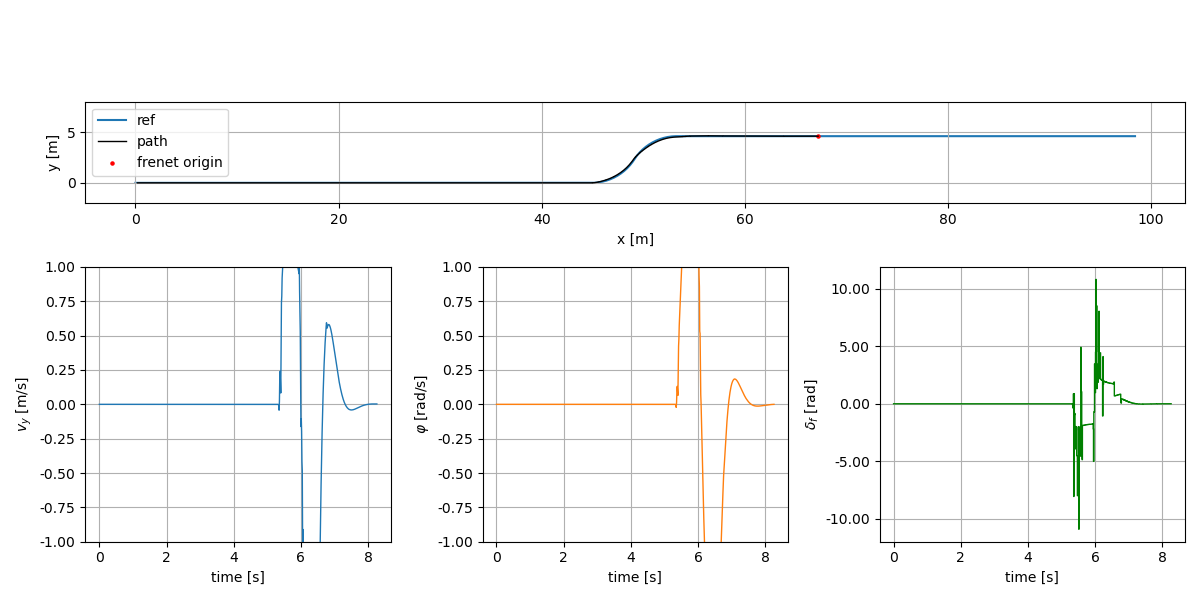 y [m]
5
0
ref
path
frenet origin
0 20 40 60 80 100
x [m]
v_y [m/s]
1.00
0.75
0.50
0.25
0.00
-0.25
-0.50
-0.75
-1.00
0 2 4 6 8
time [s]
φ [rad/s]
1.00
0.75
0.50
0.25
0.00
-0.25
-0.50
-0.75
-1.00
0 2 4 6 8
time [s]
δ_f [rad]
10.00
5.00
0.00
-5.00
-10.00
0 2 4 6 8
time [s]